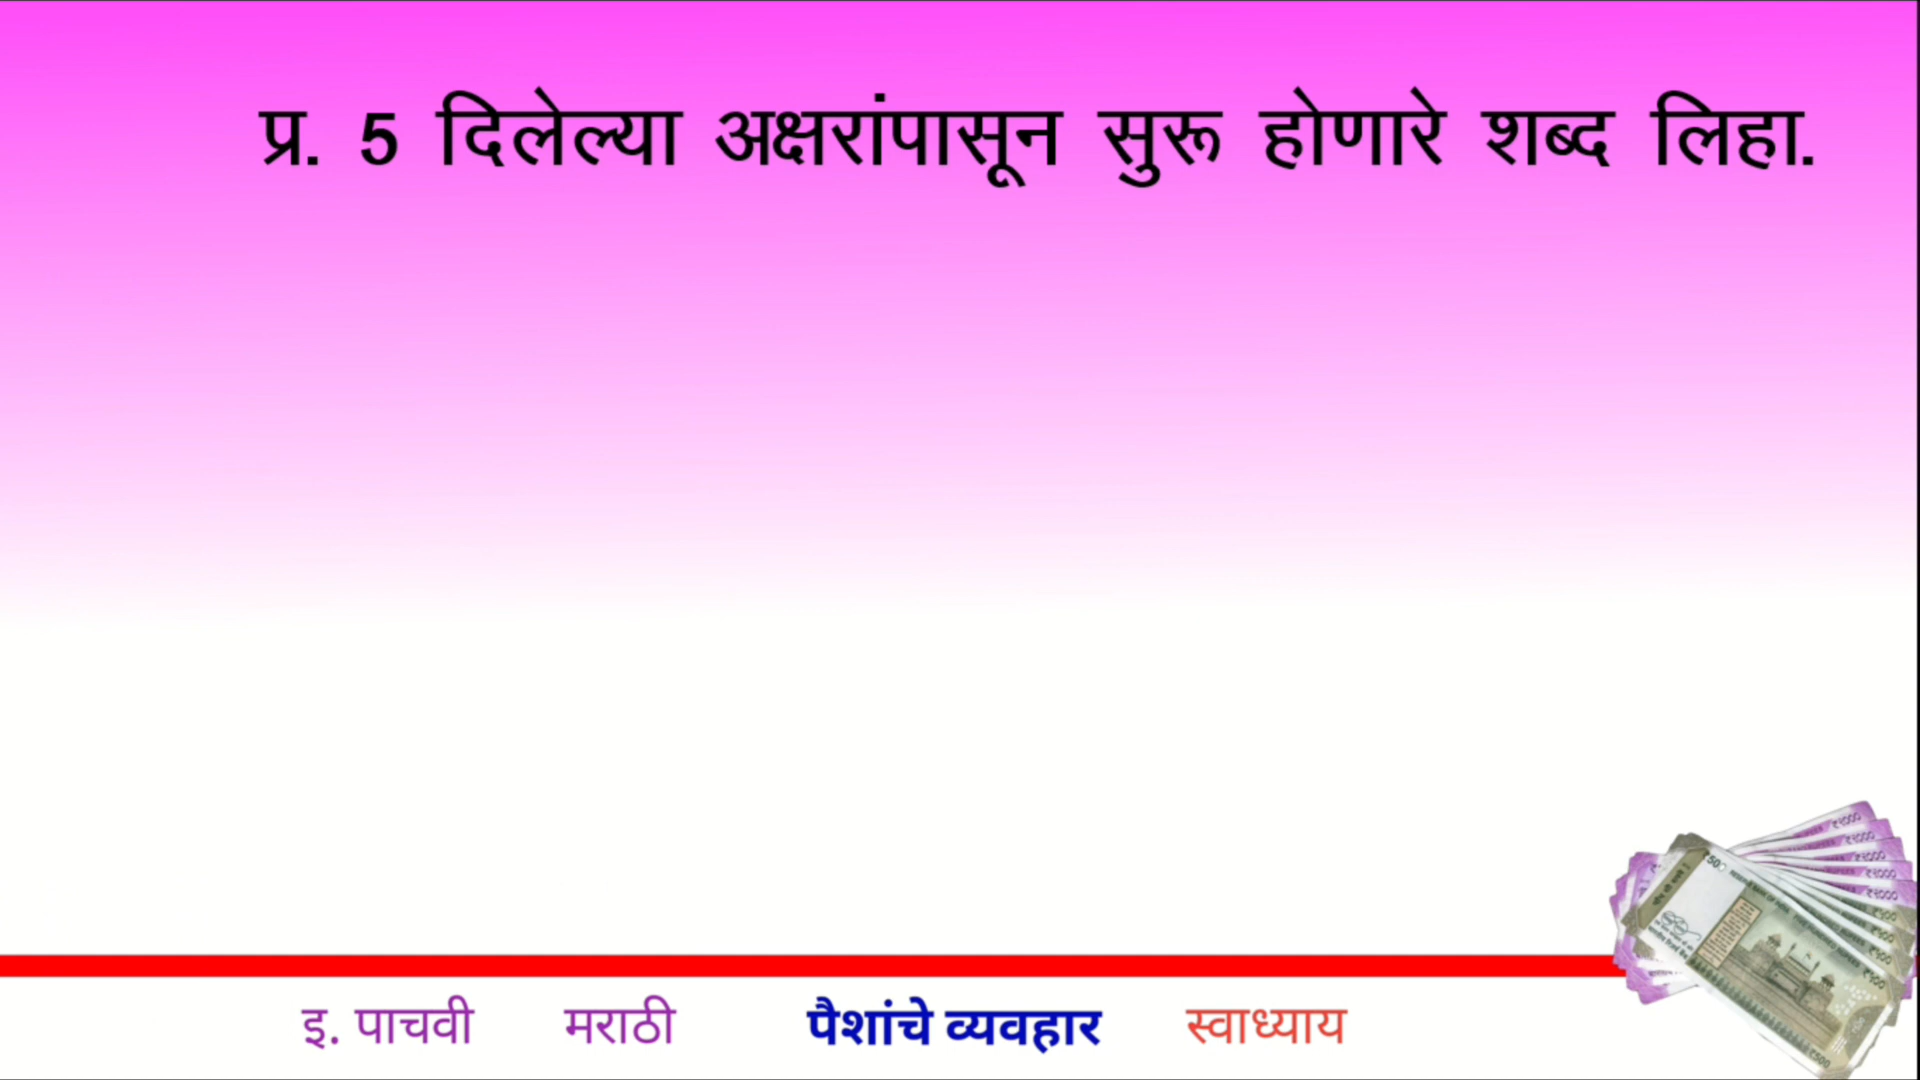 प्र. 5 दिलेल्या अक्षरांपासून सुरू होणारे शब्द लिहा.
इ. पाचवी मराठी पैशांचे व्यवहार स्वाध्याय